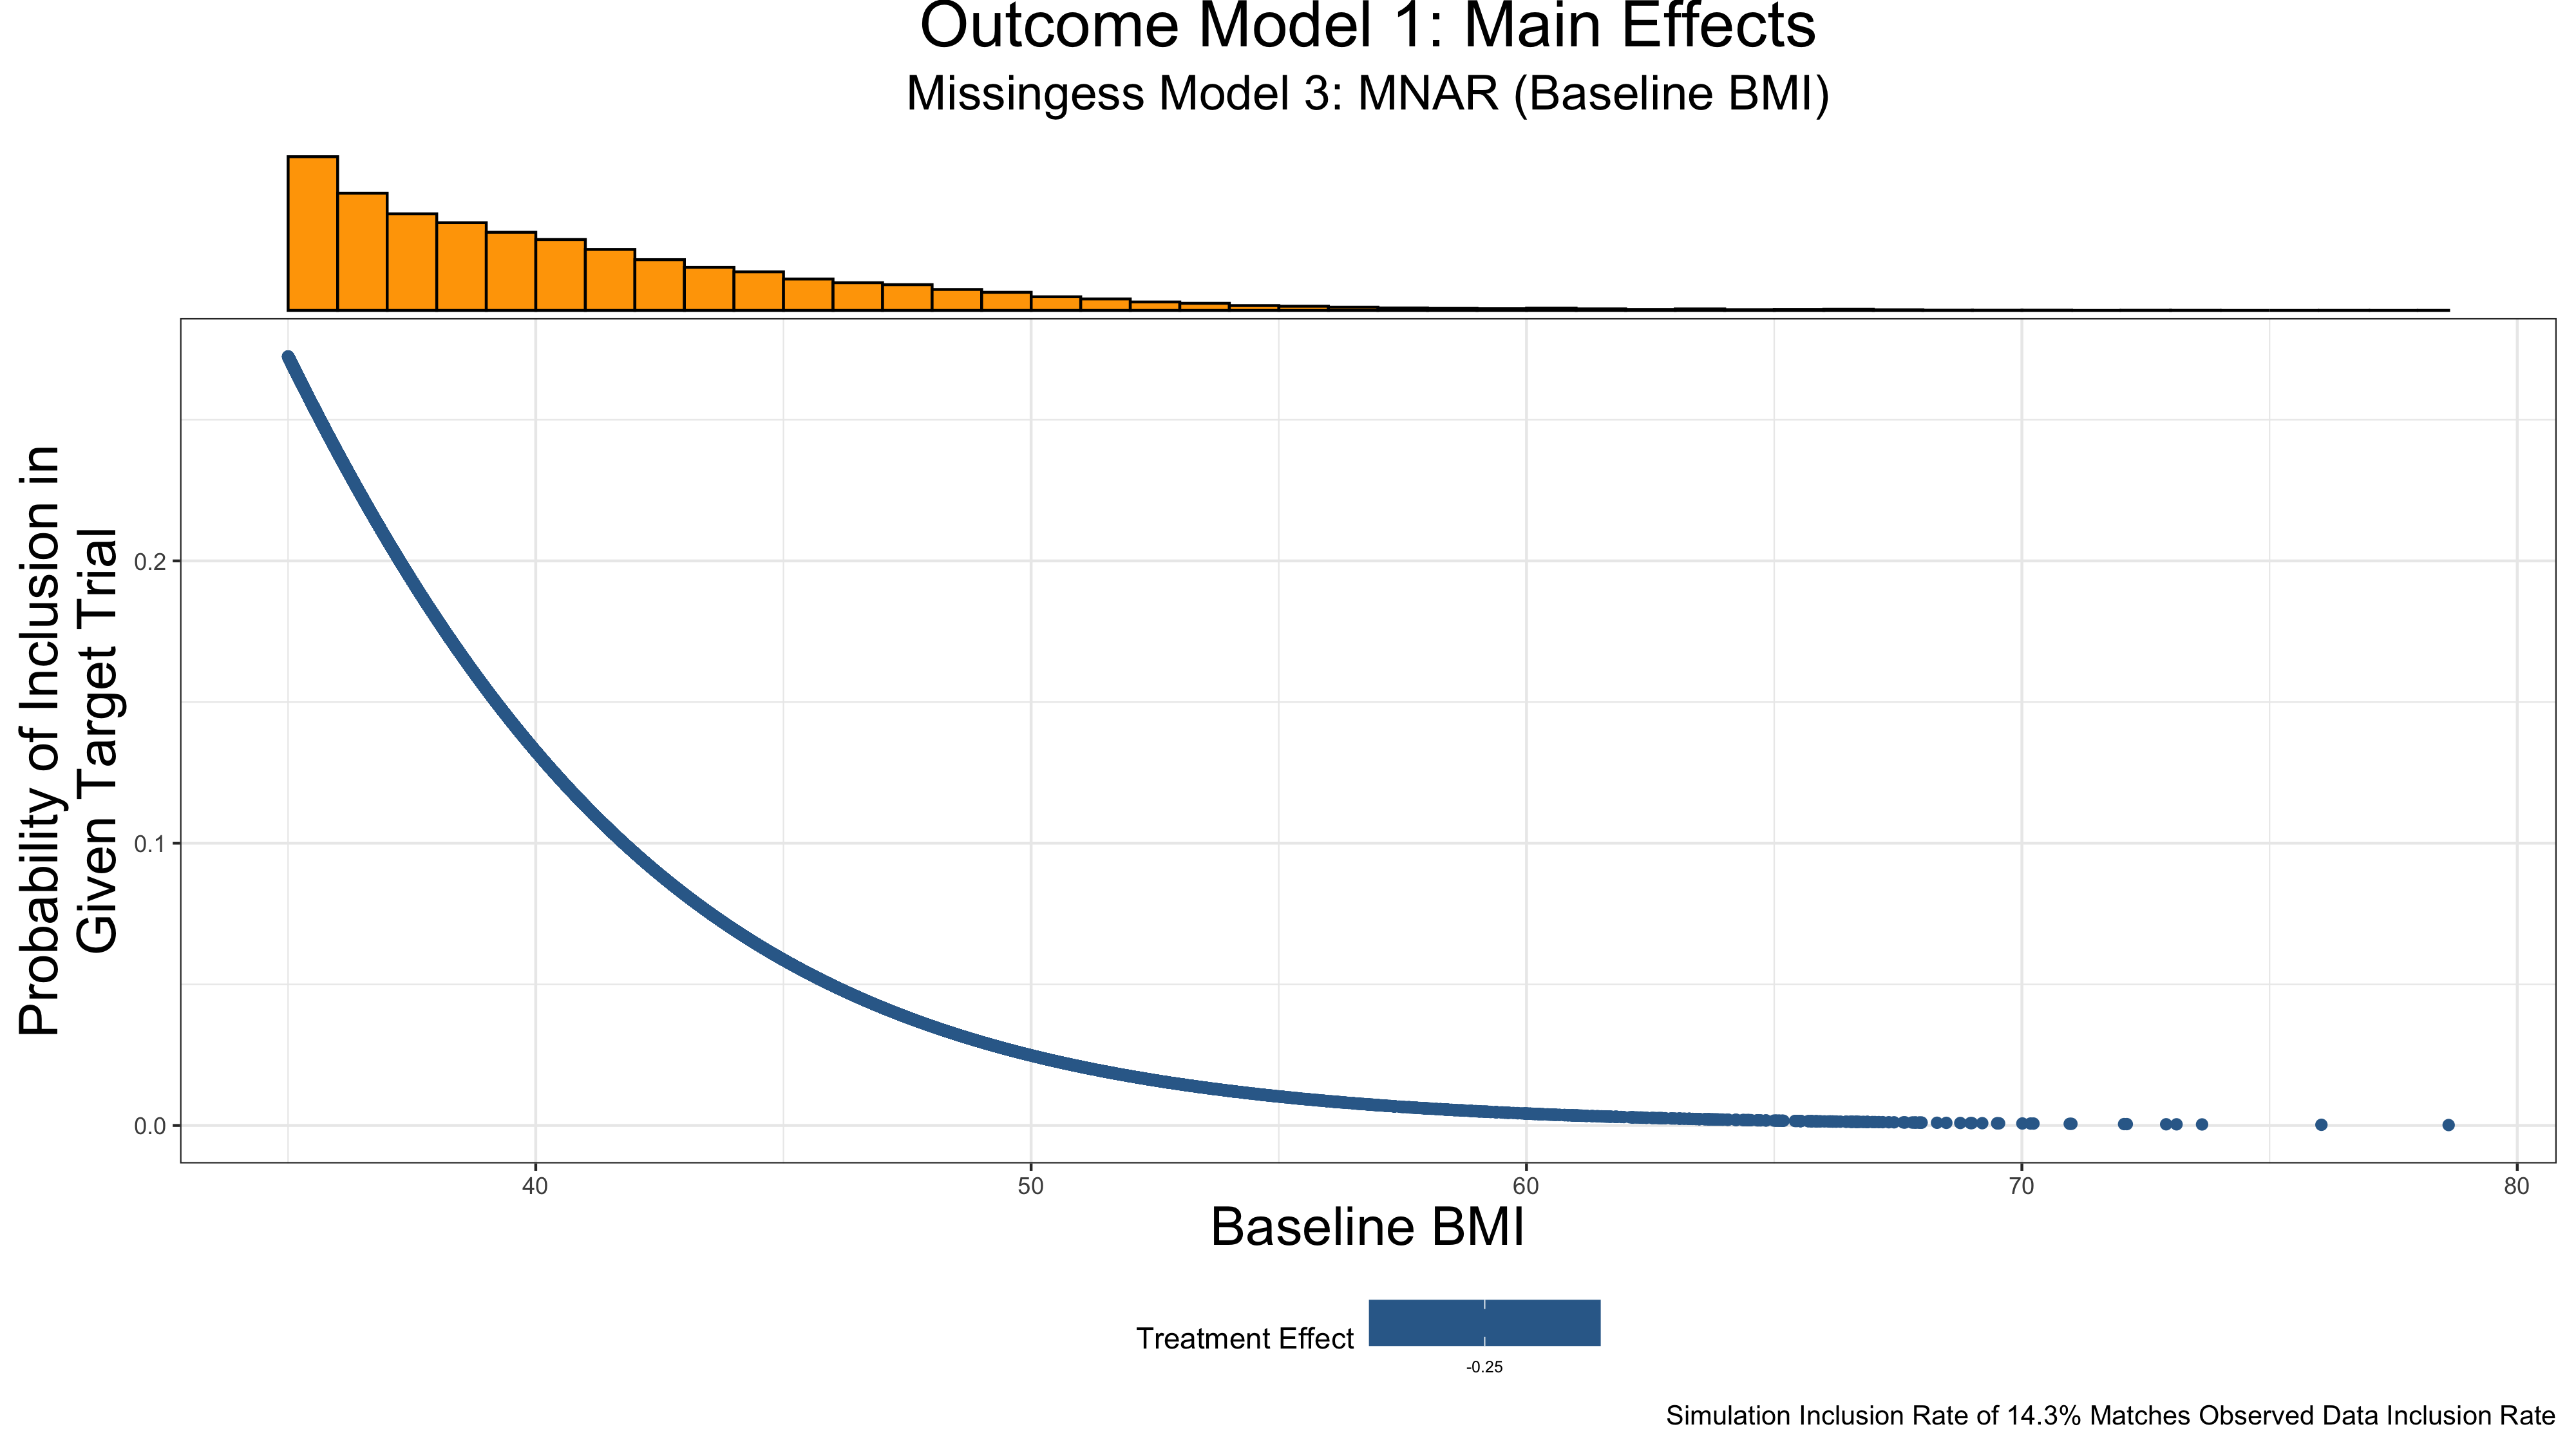 Outcome Model 1: Main Effects
Missingess Model 3: MNAR (Baseline BMI)
Probability of Inclusion in
Given Target Trial
0.2
0.1
0.0
40
50
60
70
80
Baseline BMI
Treatment Effect
-0.25
Simulation Inclusion Rate of 14.3% Matches Observed Data Inclusion Rate